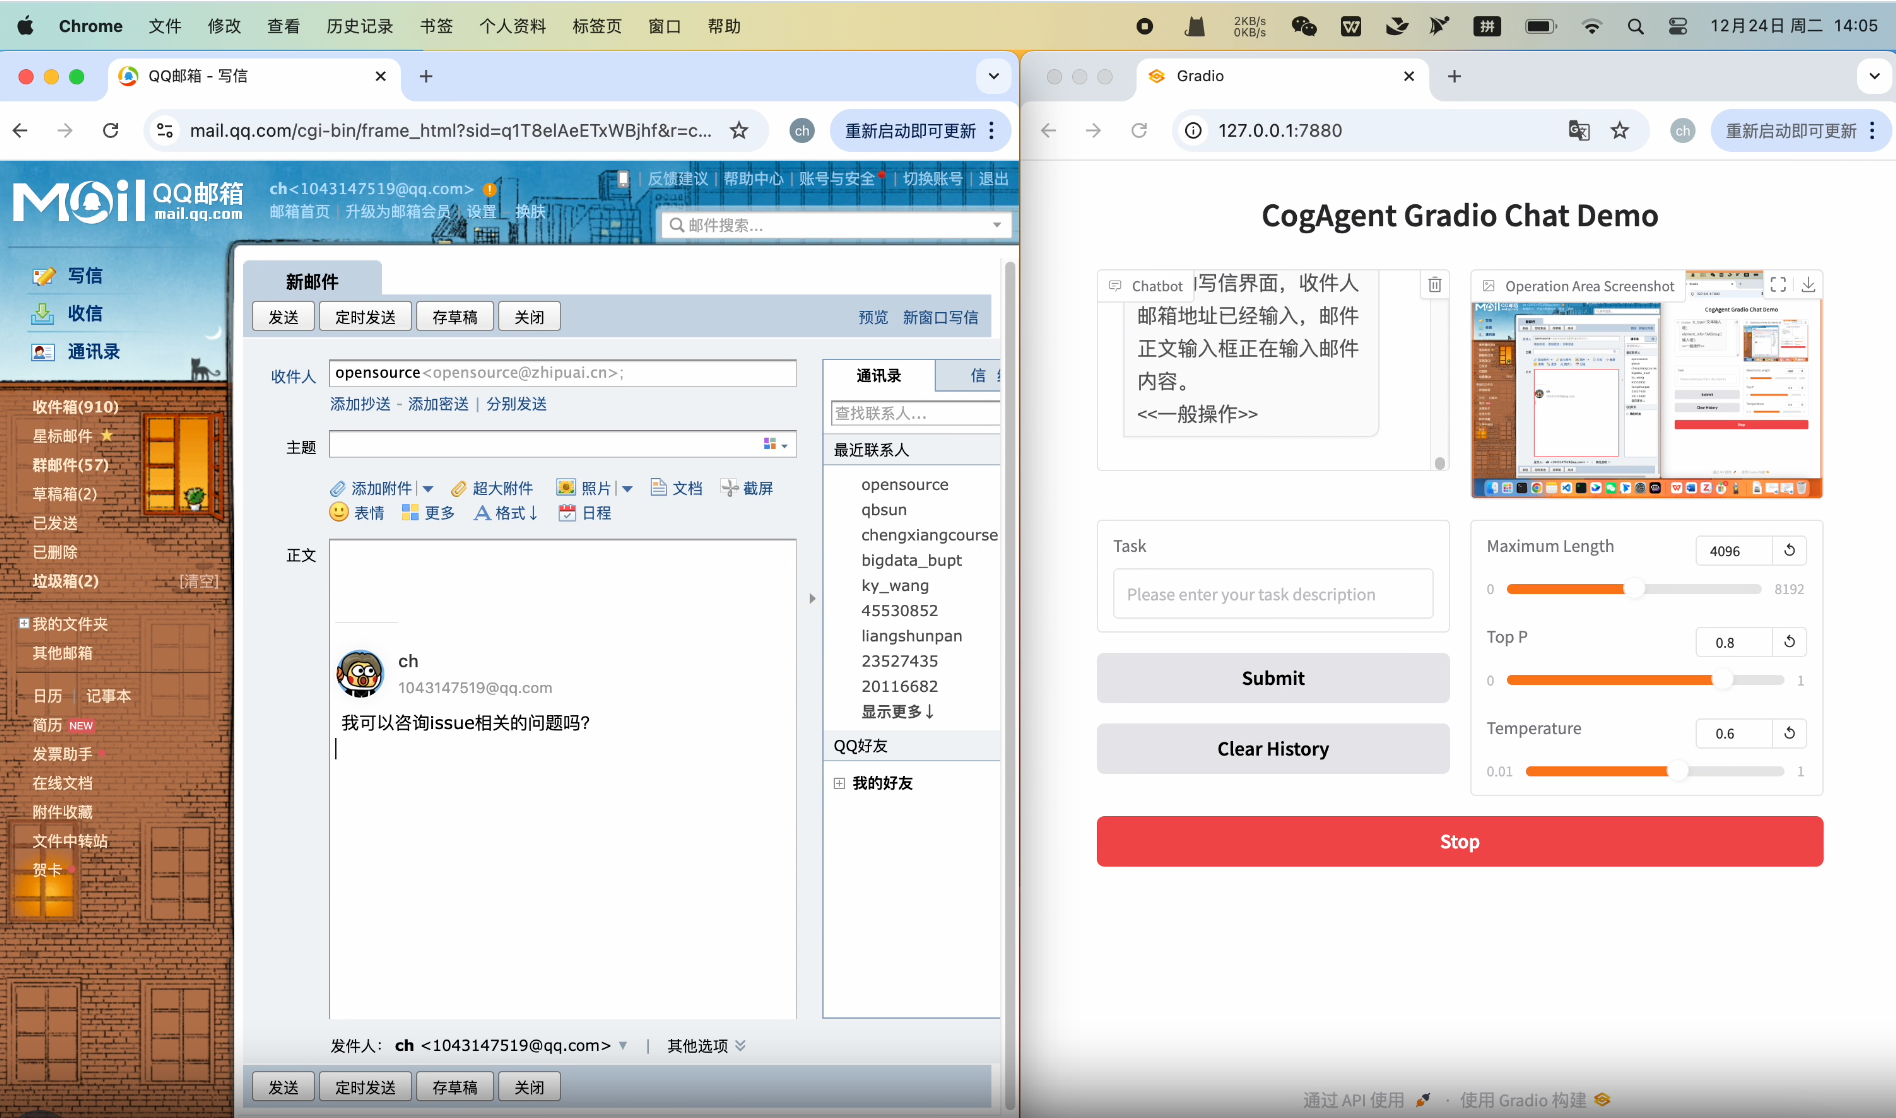 Chrome 文件 修改 查看 历史记录 书签 个人资料 标签页 窗口 帮助
2KB/s
0KB/s
拼
12月24日 周二 14:05
QQ邮箱 - 写信
mail.qq.com/cgi-bin/frame_html?sid=q1T8elAeETxWBjhf&r=c...
ch
重新启动即可更新
Mail QQ邮箱
mail.qq.com
ch<1043147519@qq.com>
邮箱首页 | 升级为邮箱会员 设置 换肤
| 反馈建议 | 帮助中心 | 账号与安全 | 切换账号 | 退出
邮件搜索...
写信
收信
通讯录
收件箱(910)
星标邮件
群邮件(57)
草稿箱(2)
已发送
已删除
垃圾箱(2) [清空]
我的文件夹
其他邮箱
日历 | 记事本
简历 NEW
发票助手
在线文档
附件收藏
文件中转站
贺卡
新邮件
发送 定时发送 存草稿 关闭
预览 新窗口写信
收件人 opensource<opensource@zhipuai.cn>;
添加抄送 - 添加密送 | 分别发送
主题
添加附件 | 超大附件 照片 | 文档 截屏
表情 更多 格式↓ 日程
正文
ch
1043147519@qq.com
我可以咨询issue相关的问题吗?
通讯录 信
查找联系人...
最近联系人
opensource
qbsun
chengxiangcourse
bigdata_bupt
ky_wang
45530852
liangshunpan
23527435
20116682
显示更多↓
QQ好友
我的好友
发件人： ch <1043147519@qq.com> | 其他选项
发送 定时发送 存草稿 关闭
Gradio
127.0.0.1:7880
ch
重新启动即可更新
CogAgent Gradio Chat Demo
Chatbot
写信界面，收件人
邮箱地址已经输入，邮件
正文输入框正在输入邮件
内容。
<<一般操作>>
Operation Area Screenshot
CogAgent Gradio Chat Demo
Task
Please enter your task description
Submit
Clear History
Maximum Length 4096
0 8192
Top P 0.8
0 1
Temperature 0.6
0.01 1
Stop
通过 API 使用 · 使用 Gradio 构建